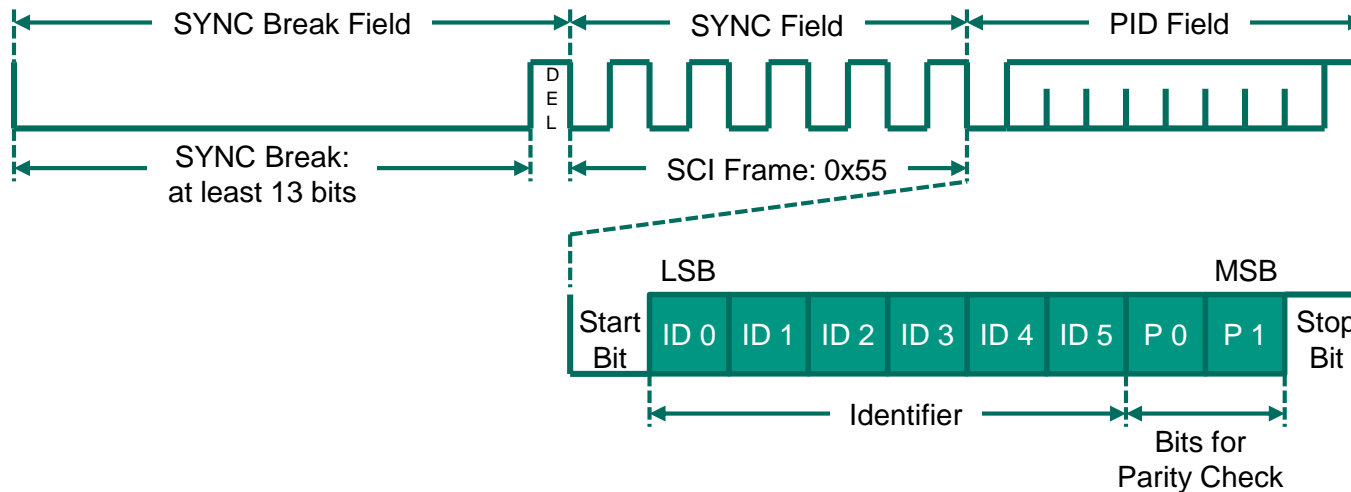 SYNC Break Field
SYNC Field
PID Field
D
E
L
SYNC Break:
at least 13 bits
SCI Frame: 0x55
LSB
MSB
Start
Bit
ID 0
ID 1
ID 2
ID 3
ID 4
ID 5
P 0
P 1
Stop
Bit
Identifier
Bits for
Parity Check